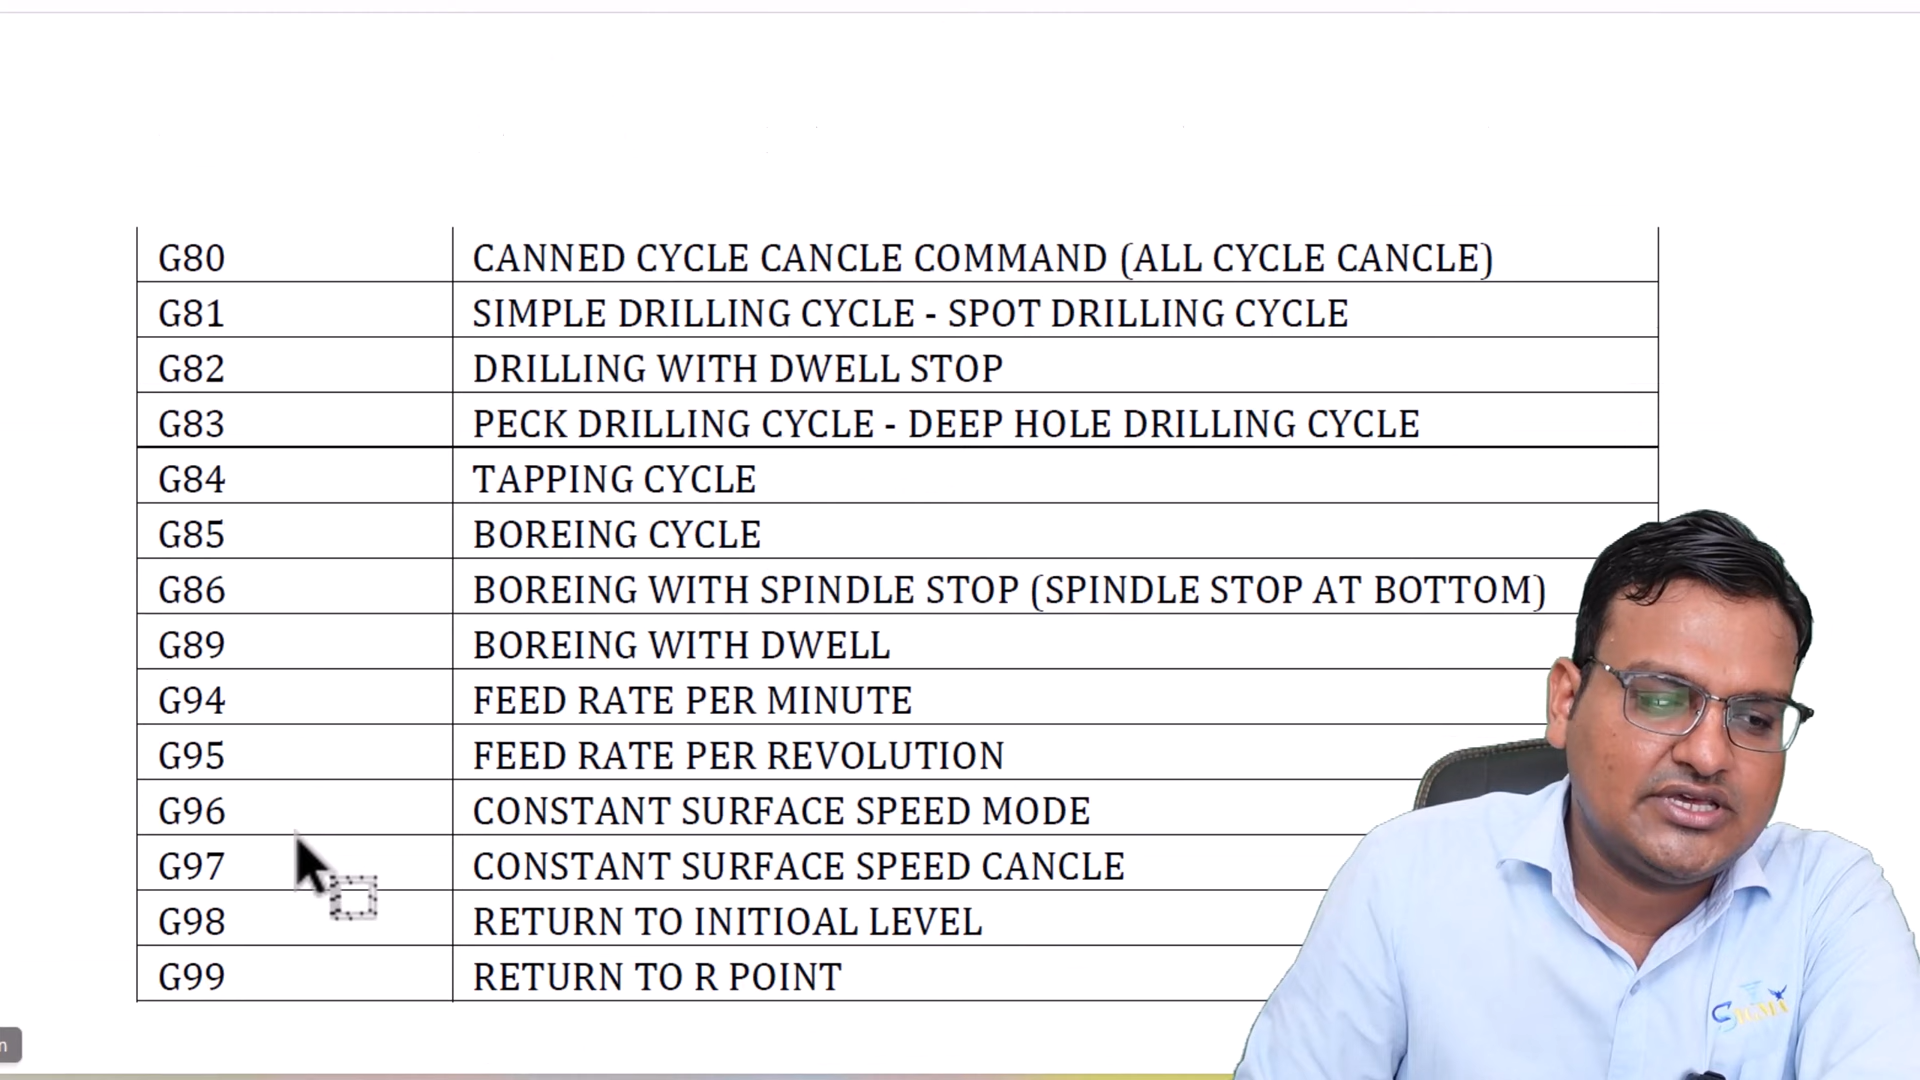 G80 CANNED CYCLE CANCLE COMMAND (ALL CYCLE CANCLE)
G81 SIMPLE DRILLING CYCLE - SPOT DRILLING CYCLE
G82 DRILLING WITH DWELL STOP
G83 PECK DRILLING CYCLE - DEEP HOLE DRILLING CYCLE
G84 TAPPING CYCLE
G85 BOREING CYCLE
G86 BOREING WITH SPINDLE STOP (SPINDLE STOP AT BOTTOM)
G89 BOREING WITH DWELL
G94 FEED RATE PER MINUTE
G95 FEED RATE PER REVOLUTION
G96 CONSTANT SURFACE SPEED MODE
G97 CONSTANT SURFACE SPEED CANCLE
G98 RETURN TO INITIOAL LEVEL
G99 RETURN TO R POINT
n
SIGMA